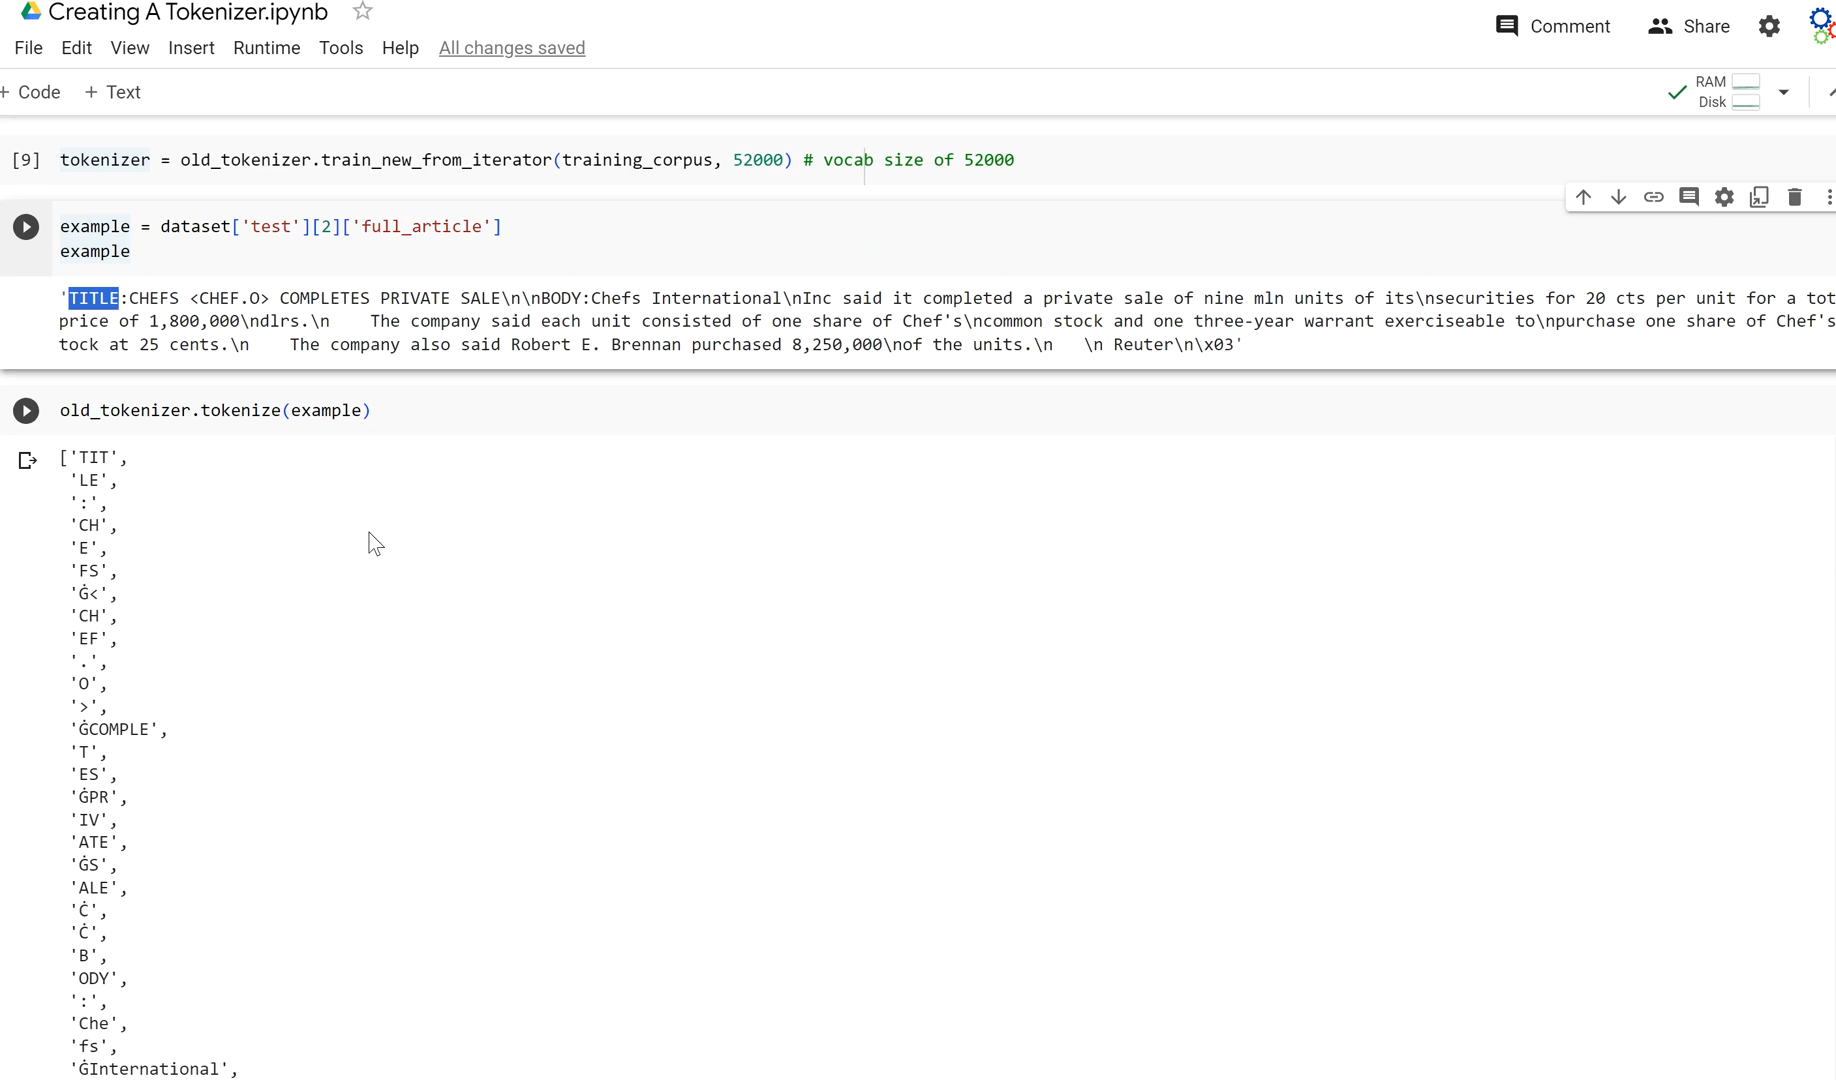 Creating A Tokenizer.ipynb
Comment Share
File Edit View Insert Runtime Tools Help All changes saved
+ Code + Text
RAM
Disk
[9] tokenizer = old_tokenizer.train_new_from_iterator(training_corpus, 52000) # vocab size of 52000
example = dataset['test'][2]['full_article']
example
'TITLE:CHEFS <CHEF.O> COMPLETES PRIVATE SALE\n\nBODY:Chefs International\nInc said it completed a private sale of nine mln units of its\nsecurities for 20 cts per unit for a tot
price of 1,800,000\ndlrs.\n    The company said each unit consisted of one share of Chef's\ncommon stock and one three-year warrant exerciseable to\npurchase one share of Chef's
tock at 25 cents.\n    The company also said Robert E. Brennan purchased 8,250,000\nof the units.\n   \n Reuter\n\x03'
old_tokenizer.tokenize(example)
['TIT',
'LE',
':',
'CH',
'E',
'FS',
'Ġ<',
'CH',
'EF',
'.',
'O',
'>',
'ĠCOMPLE',
'T',
'ES',
'ĠPR',
'IV',
'ATE',
'ĠS',
'ALE',
'Ċ',
'Ċ',
'B',
'ODY',
':',
'Che',
'fs',
'ĠInternational',